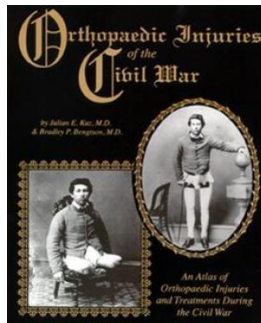 Orthopaedic Injuries
of the
Civil War
by Julian E. Kuz, M.D.
& Bradley P. Bengtson, M.D.
An Atlas of
Orthopaedic Injuries
and Treatments During
the Civil War